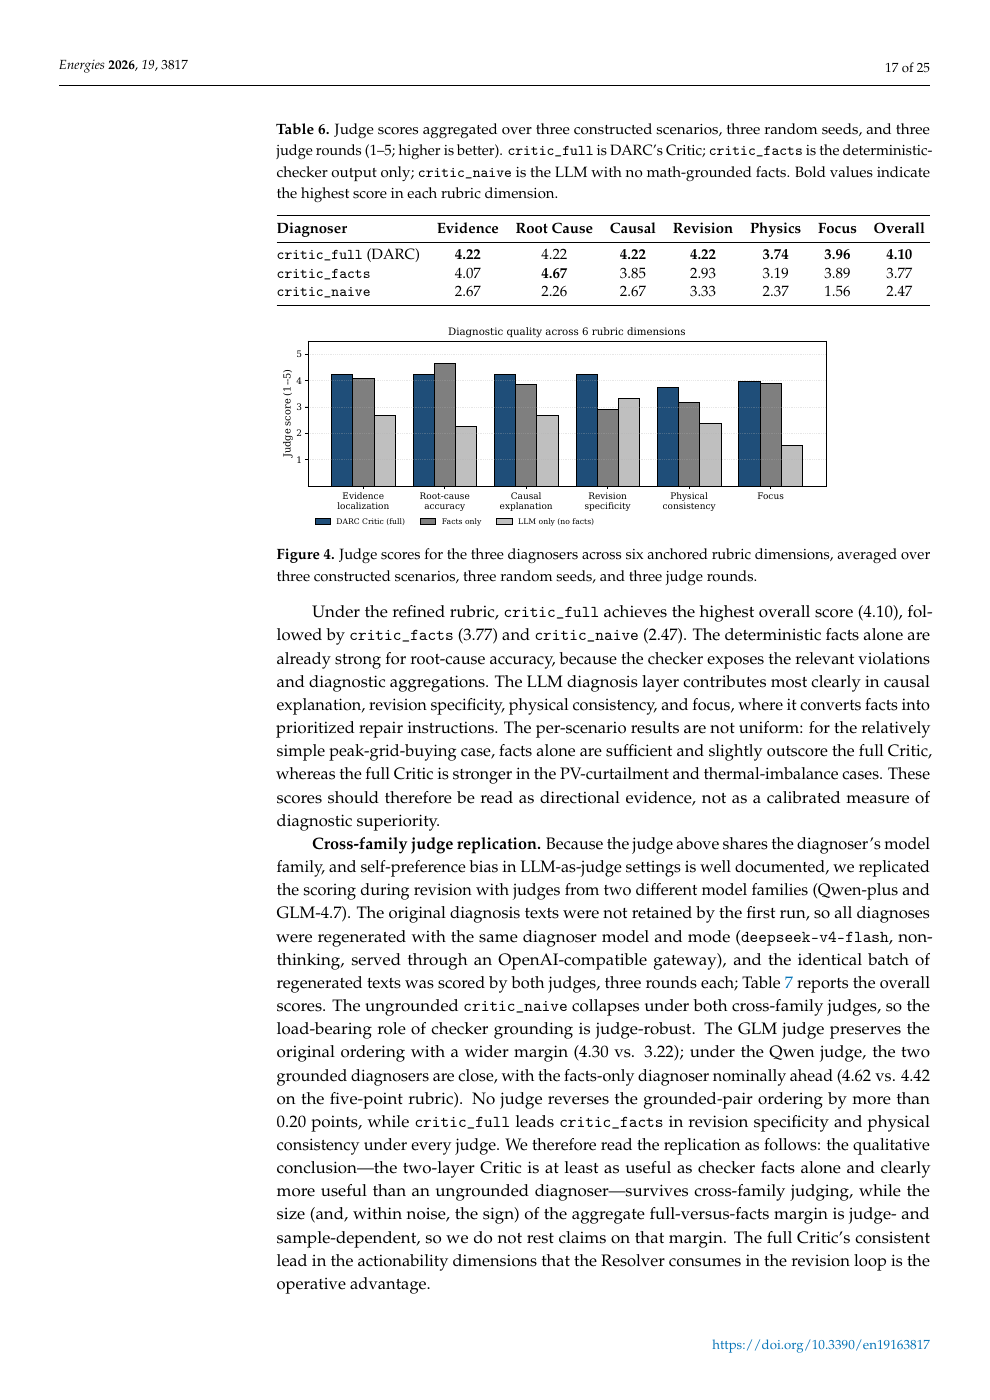 Energies 2026, 19, 3817
17 of 25
Table 6. Judge scores aggregated over three constructed scenarios, three random seeds, and three
judge rounds (1–5; higher is better). critic_full is DARC's Critic; critic_facts is the deterministic-
checker output only; critic_naive is the LLM with no math-grounded facts. Bold values indicate
the highest score in each rubric dimension.
Diagnoser Evidence Root Cause Causal Revision Physics Focus Overall
critic_full (DARC) 4.22 4.22 4.22 4.22 3.74 3.96 4.10
critic_facts 4.07 4.67 3.85 2.93 3.19 3.89 3.77
critic_naive 2.67 2.26 2.67 3.33 2.37 1.56 2.47
Diagnostic quality across 6 rubric dimensions
Judge score (1−5)
5
4
3
2
1
Evidence localization
Root-cause accuracy
Causal explanation
Revision specificity
Physical consistency
Focus
DARC Critic (full) Facts only LLM only (no facts)
Figure 4. Judge scores for the three diagnosers across six anchored rubric dimensions, averaged over
three constructed scenarios, three random seeds, and three judge rounds.
Under the refined rubric, critic_full achieves the highest overall score (4.10), fol-
lowed by critic_facts (3.77) and critic_naive (2.47). The deterministic facts alone are
already strong for root-cause accuracy, because the checker exposes the relevant violations
and diagnostic aggregations. The LLM diagnosis layer contributes most clearly in causal
explanation, revision specificity, physical consistency, and focus, where it converts facts into
prioritized repair instructions. The per-scenario results are not uniform: for the relatively
simple peak-grid-buying case, facts alone are sufficient and slightly outscore the full Critic,
whereas the full Critic is stronger in the PV-curtailment and thermal-imbalance cases. These
scores should therefore be read as directional evidence, not as a calibrated measure of
diagnostic superiority.
Cross-family judge replication. Because the judge above shares the diagnoser's model
family, and self-preference bias in LLM-as-judge settings is well documented, we replicated
the scoring during revision with judges from two different model families (Qwen-plus and
GLM-4.7). The original diagnosis texts were not retained by the first run, so all diagnoses
were regenerated with the same diagnoser model and mode (deepseek-v4-flash, non-
thinking, served through an OpenAI-compatible gateway), and the identical batch of
regenerated texts was scored by both judges, three rounds each; Table 7 reports the overall
scores. The ungrounded critic_naive collapses under both cross-family judges, so the
load-bearing role of checker grounding is judge-robust. The GLM judge preserves the
original ordering with a wider margin (4.30 vs. 3.22); under the Qwen judge, the two
grounded diagnosers are close, with the facts-only diagnoser nominally ahead (4.62 vs. 4.42
on the five-point rubric). No judge reverses the grounded-pair ordering by more than
0.20 points, while critic_full leads critic_facts in revision specificity and physical
consistency under every judge. We therefore read the replication as follows: the qualitative
conclusion—the two-layer Critic is at least as useful as checker facts alone and clearly
more useful than an ungrounded diagnoser—survives cross-family judging, while the
size (and, within noise, the sign) of the aggregate full-versus-facts margin is judge- and
sample-dependent, so we do not rest claims on that margin. The full Critic's consistent
lead in the actionability dimensions that the Resolver consumes in the revision loop is the
operative advantage.
https://doi.org/10.3390/en19163817